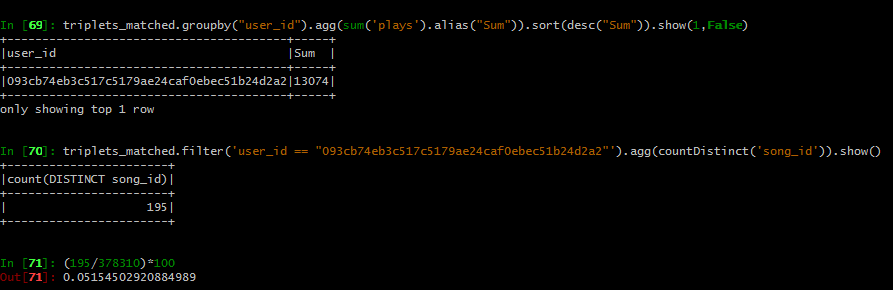 In [69]: triplets_matched.groupby("user_id").agg(sum('plays').alias("Sum")).sort(desc("Sum")).show(1,False)
+----------------------------------------+-----+
|user_id                                 |Sum  |
+----------------------------------------+-----+
|093cb74eb3c517c5179ae24caf0ebec51b24d2a2|13074|
+----------------------------------------+-----+
only showing top 1 row
In [70]: triplets_matched.filter('user_id == "093cb74eb3c517c5179ae24caf0ebec51b24d2a2"').agg(countDistinct('song_id')).show()
+-----------------------+
|count(DISTINCT song_id)|
+-----------------------+
|                    195|
+-----------------------+
In [71]: (195/378310)*100
Out[71]: 0.05154502920884989